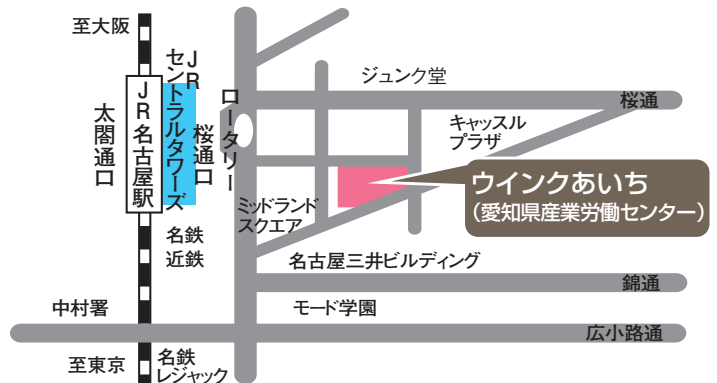 至大阪
JR
セントラルタワーズ
JR名古屋駅
太閤通口
桜通口
ロータリー
ジュンク堂
桜通
キャッスル
プラザ
ウインクあいち
（愛知県産業労働センター）
ミッドランド
スクエア
名鉄
近鉄
名古屋三井ビルディング
錦通
中村署
モード学園
広小路通
至東京
名鉄
レジャック